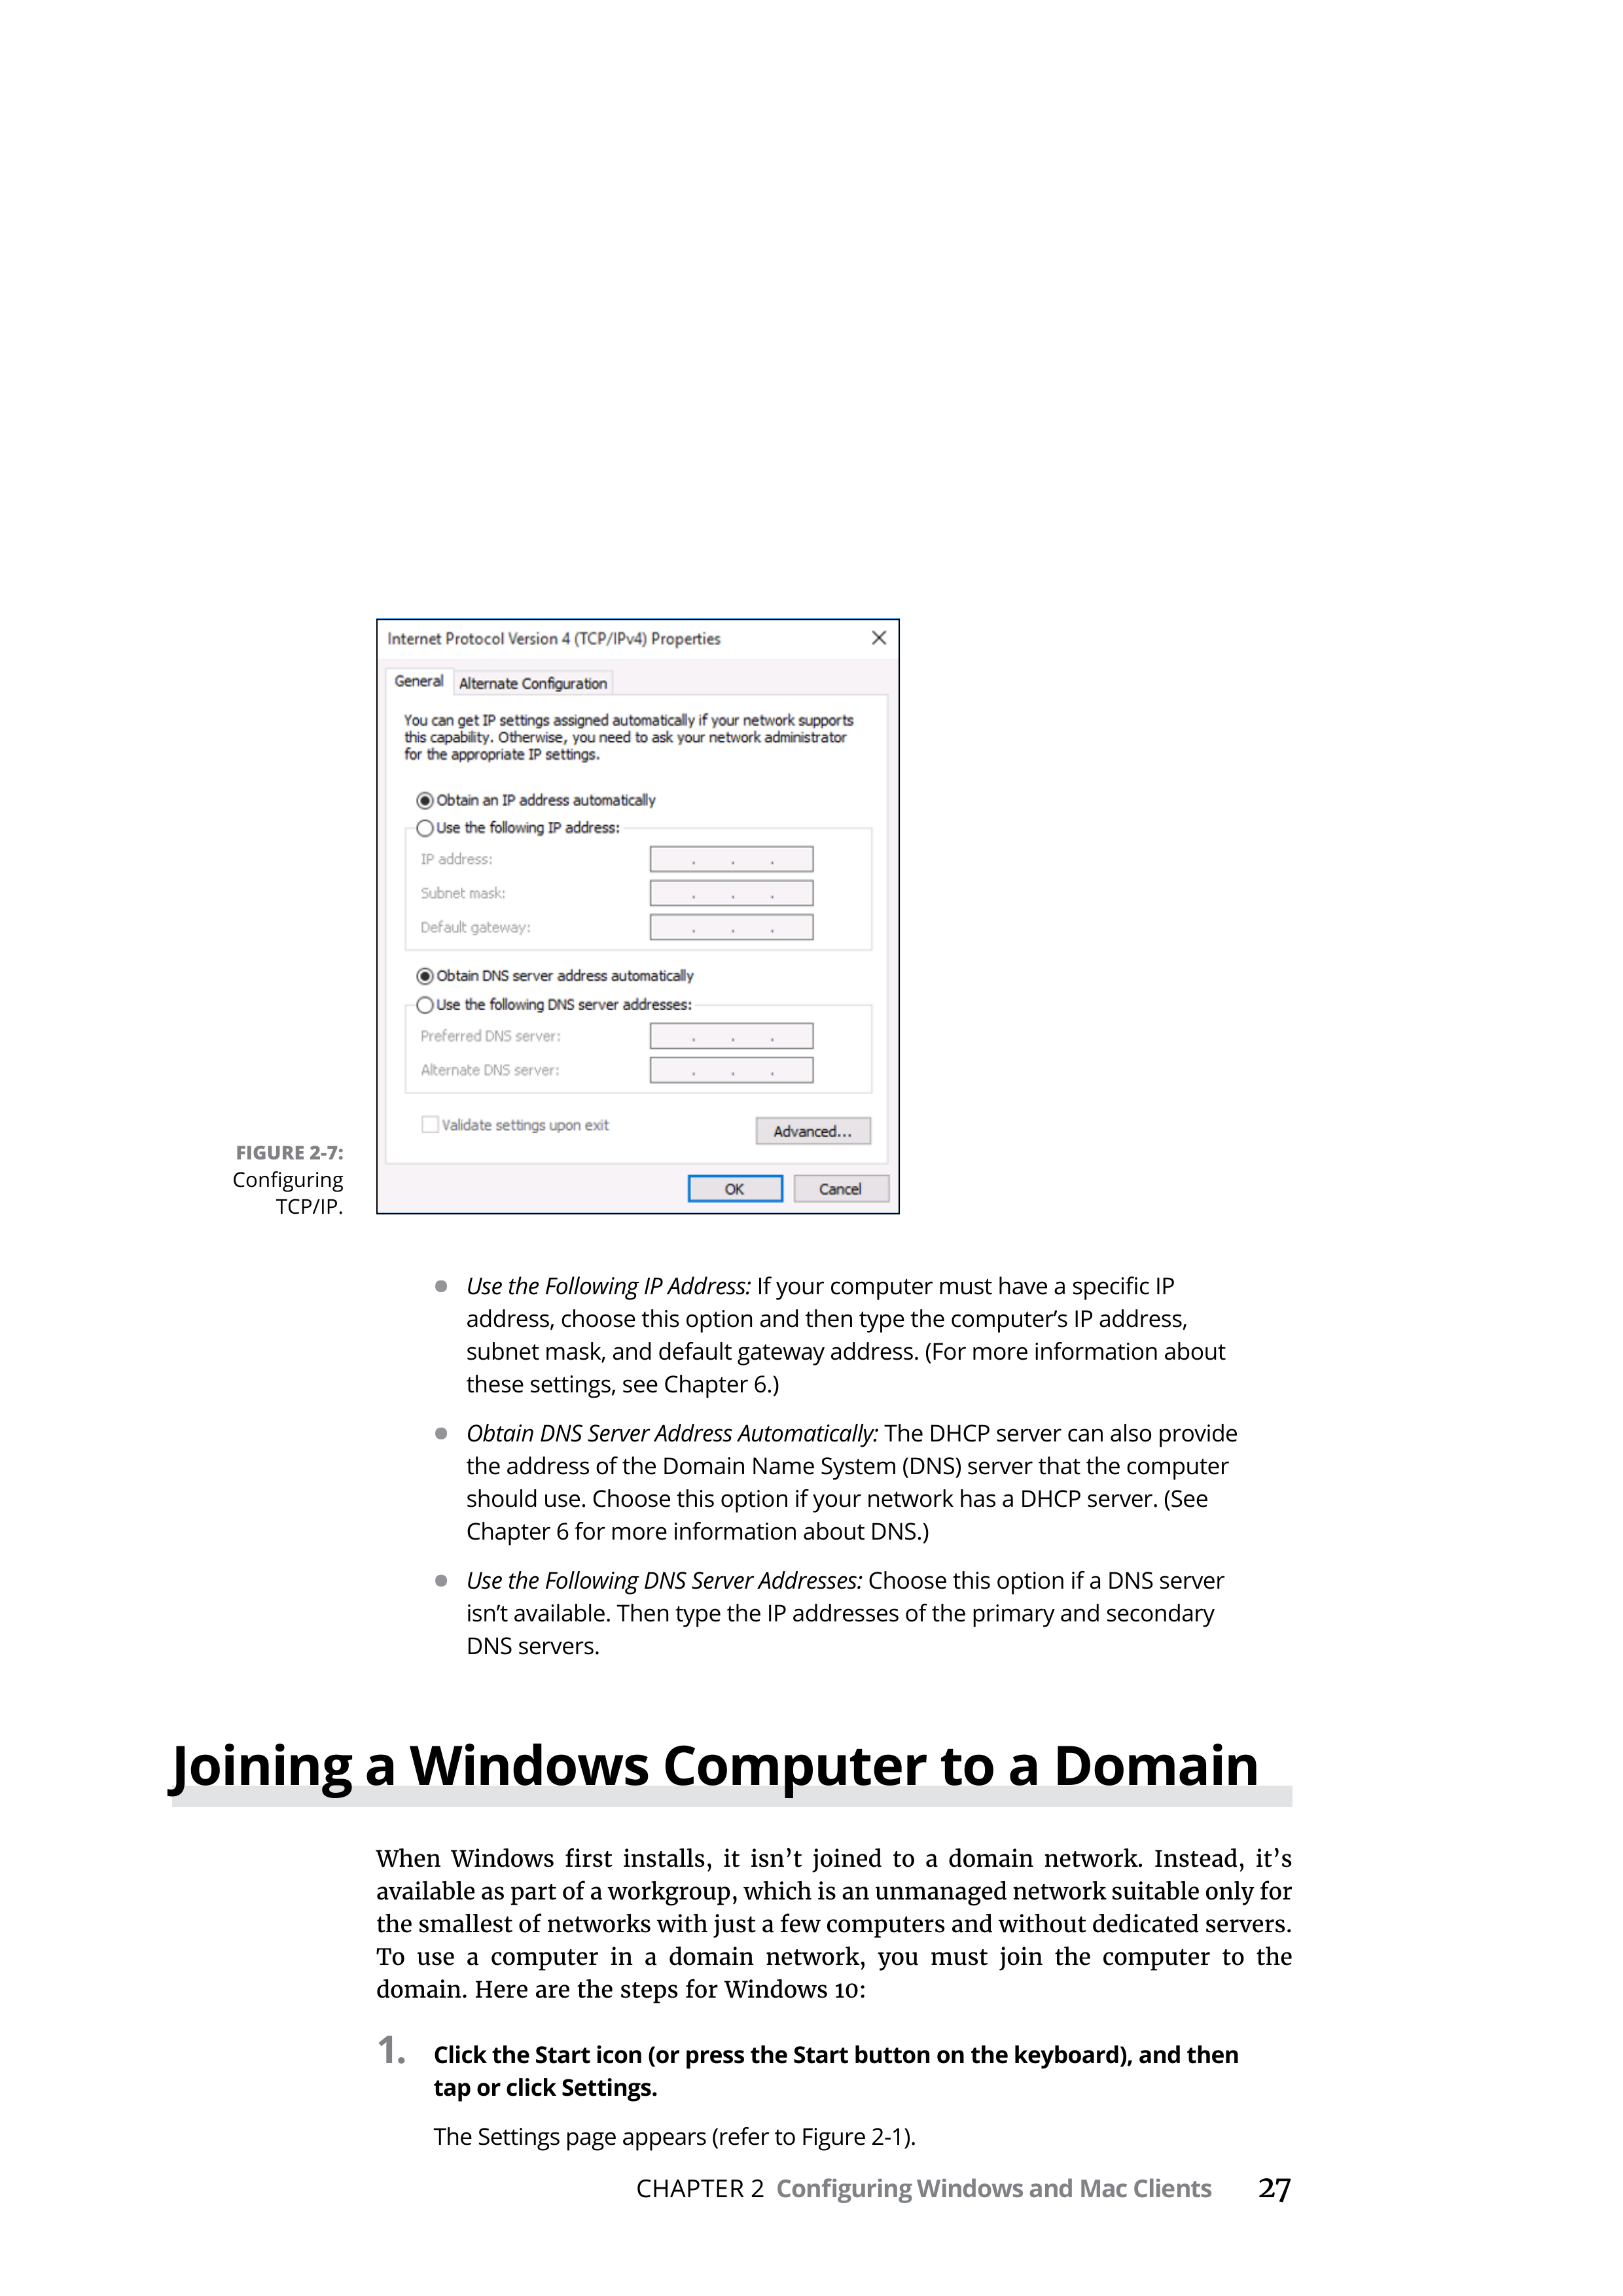 Internet Protocol Version 4 (TCP/IPv4) Properties
General
Alternate Configuration
You can get IP settings assigned automatically if your network supports
this capability. Otherwise, you need to ask your network administrator
for the appropriate IP settings.
Obtain an IP address automatically
Use the following IP address:
IP address:
Subnet mask:
Default gateway:
Obtain DNS server address automatically
Use the following DNS server addresses:
Preferred DNS server:
Alternate DNS server:
Validate settings upon exit
Advanced...
OK
Cancel
FIGURE 2-7:
Configuring
TCP/IP.
Use the Following IP Address: If your computer must have a specific IP
address, choose this option and then type the computer’s IP address,
subnet mask, and default gateway address. (For more information about
these settings, see Chapter 6.)
Obtain DNS Server Address Automatically: The DHCP server can also provide
the address of the Domain Name System (DNS) server that the computer
should use. Choose this option if your network has a DHCP server. (See
Chapter 6 for more information about DNS.)
Use the Following DNS Server Addresses: Choose this option if a DNS server
isn’t available. Then type the IP addresses of the primary and secondary
DNS servers.
Joining a Windows Computer to a Domain
When Windows first installs, it isn’t joined to a domain network. Instead, it’s
available as part of a workgroup, which is an unmanaged network suitable only for
the smallest of networks with just a few computers and without dedicated servers.
To use a computer in a domain network, you must join the computer to the
domain. Here are the steps for Windows 10:
1. Click the Start icon (or press the Start button on the keyboard), and then
tap or click Settings.
The Settings page appears (refer to Figure 2-1).
CHAPTER 2 Configuring Windows and Mac Clients 27